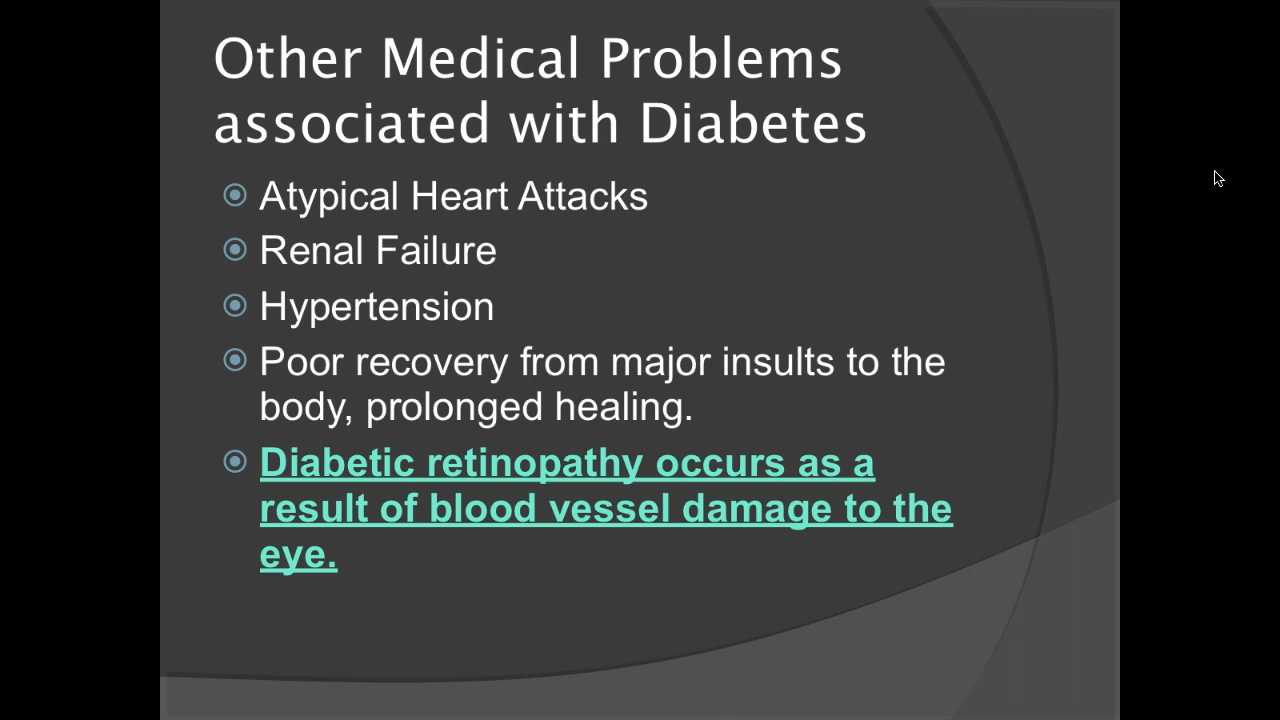 Other Medical Problems
associated with Diabetes
Atypical Heart Attacks
Renal Failure
Hypertension
Poor recovery from major insults to the
body, prolonged healing.
Diabetic retinopathy occurs as a
result of blood vessel damage to the
eye.